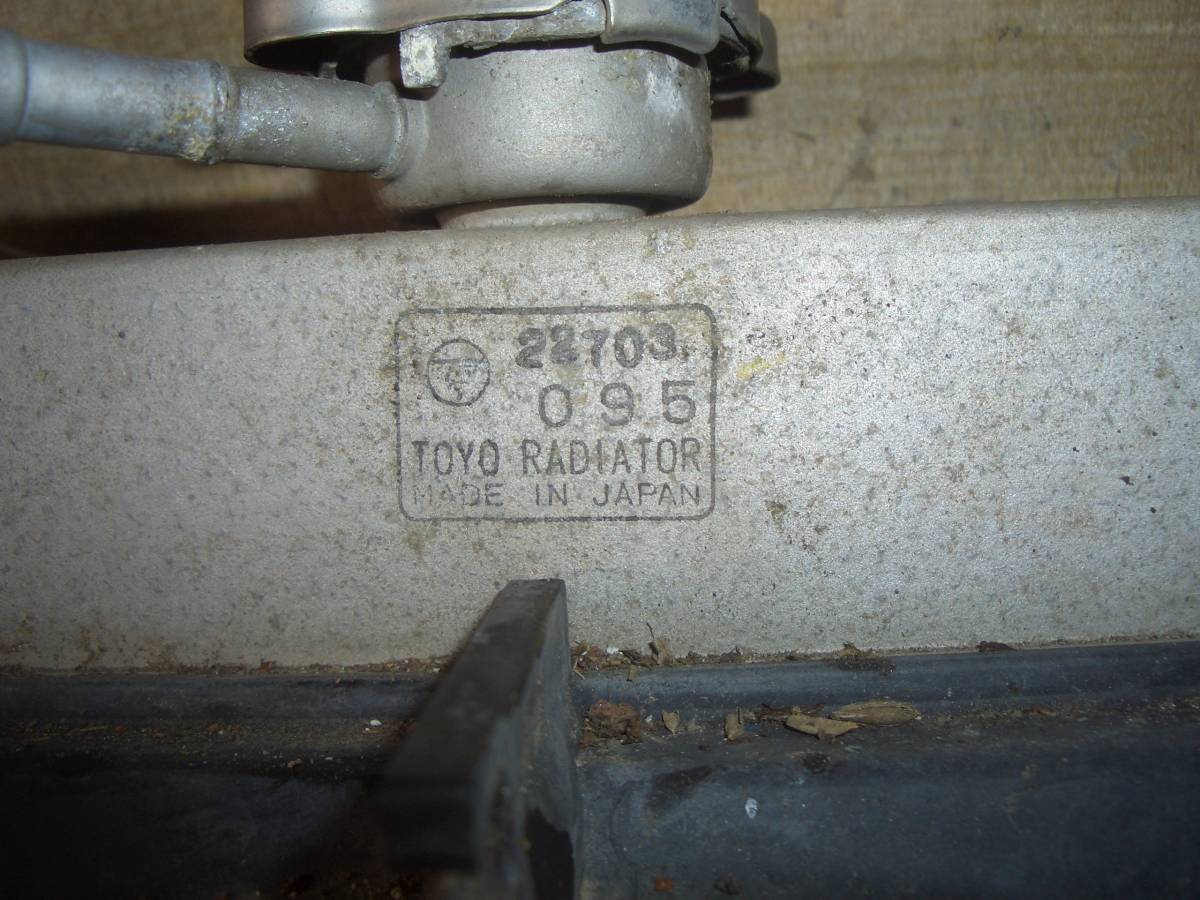 22703
095
TOYO RADIATOR
MADE IN JAPAN